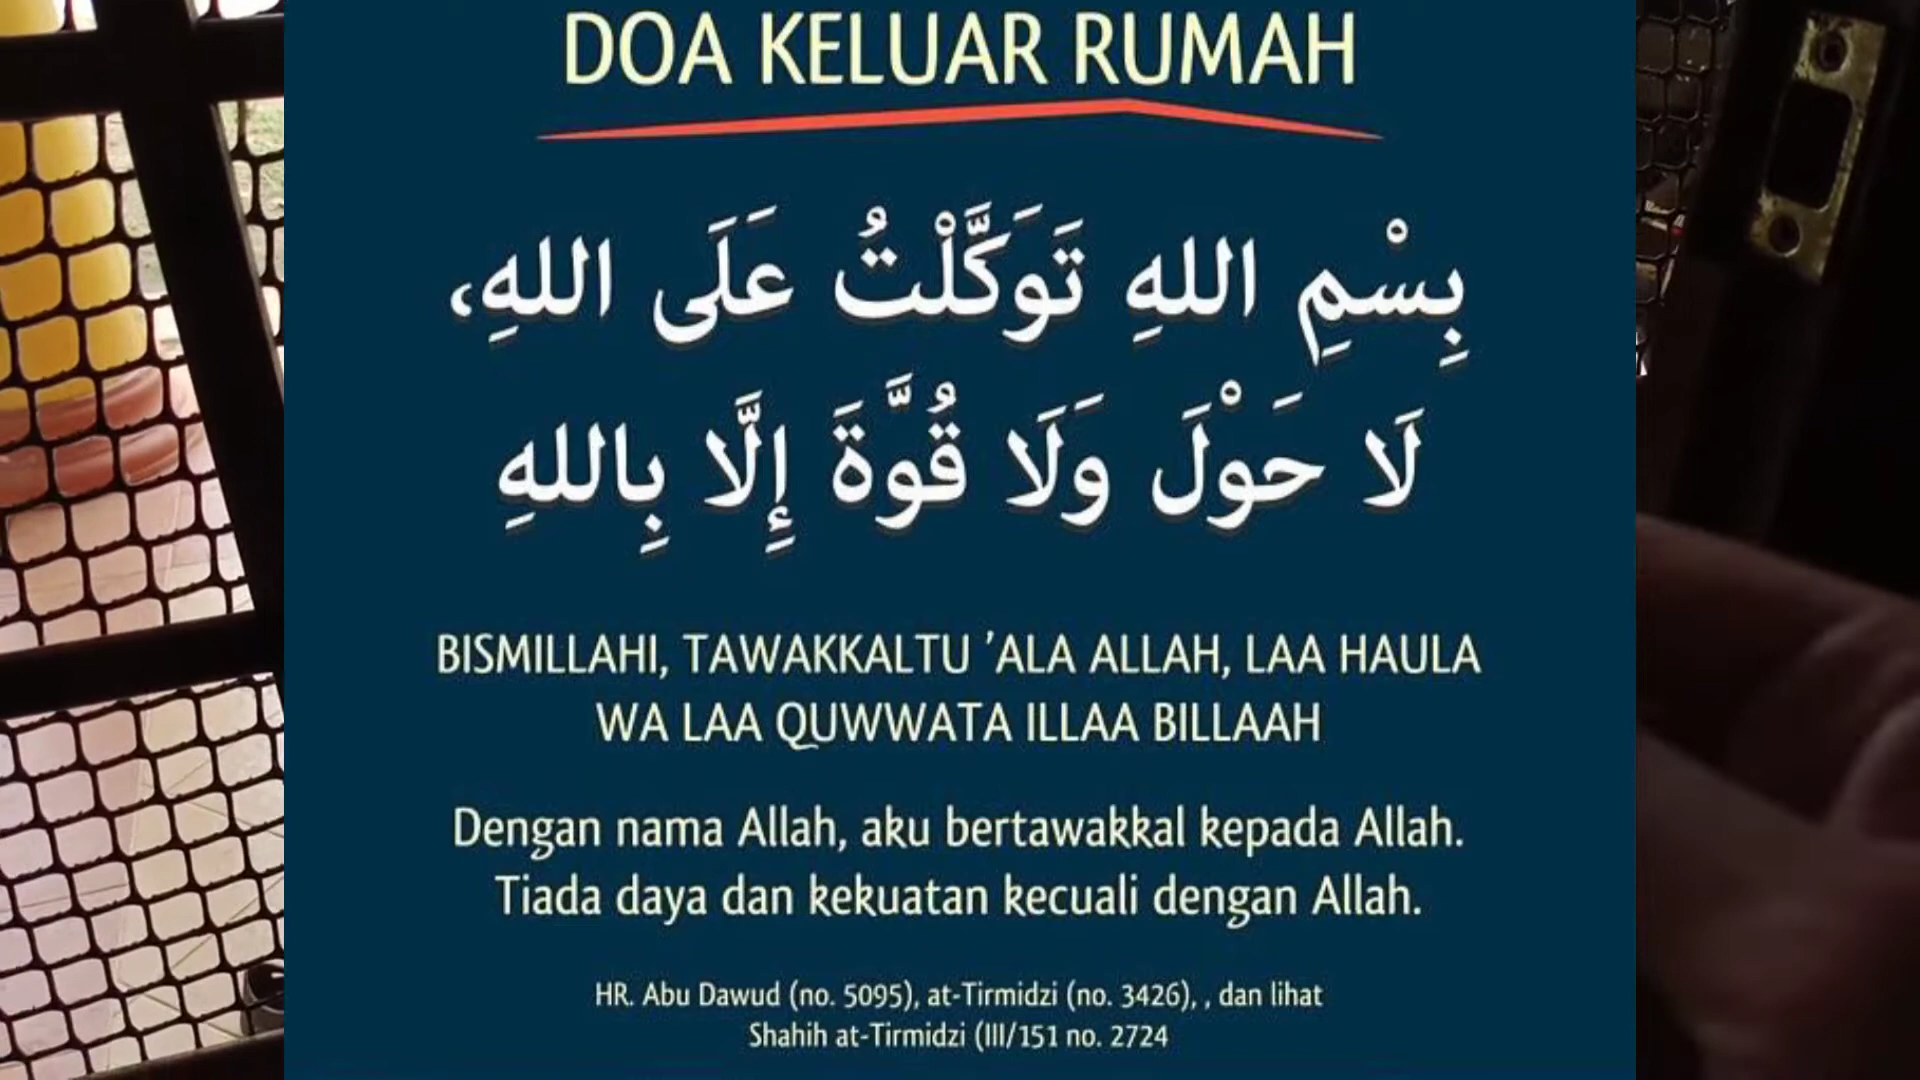 DOA KELUAR RUMAH
بِسْمِ اللهِ تَوَكَّلْتُ عَلَى اللهِ،
لَا حَوْلَ وَلَا قُوَّةَ إِلَّا بِاللهِ
BISMILLAHI, TAWAKKALTU ’ALA ALLAH, LAA HAULA
WA LAA QUWWATA ILLAA BILLAAH
Dengan nama Allah, aku bertawakkal kepada Allah.
Tiada daya dan kekuatan kecuali dengan Allah.
HR. Abu Dawud (no. 5095), at-Tirmidzi (no. 3426), , dan lihat
Shahih at-Tirmidzi (III/151 no. 2724